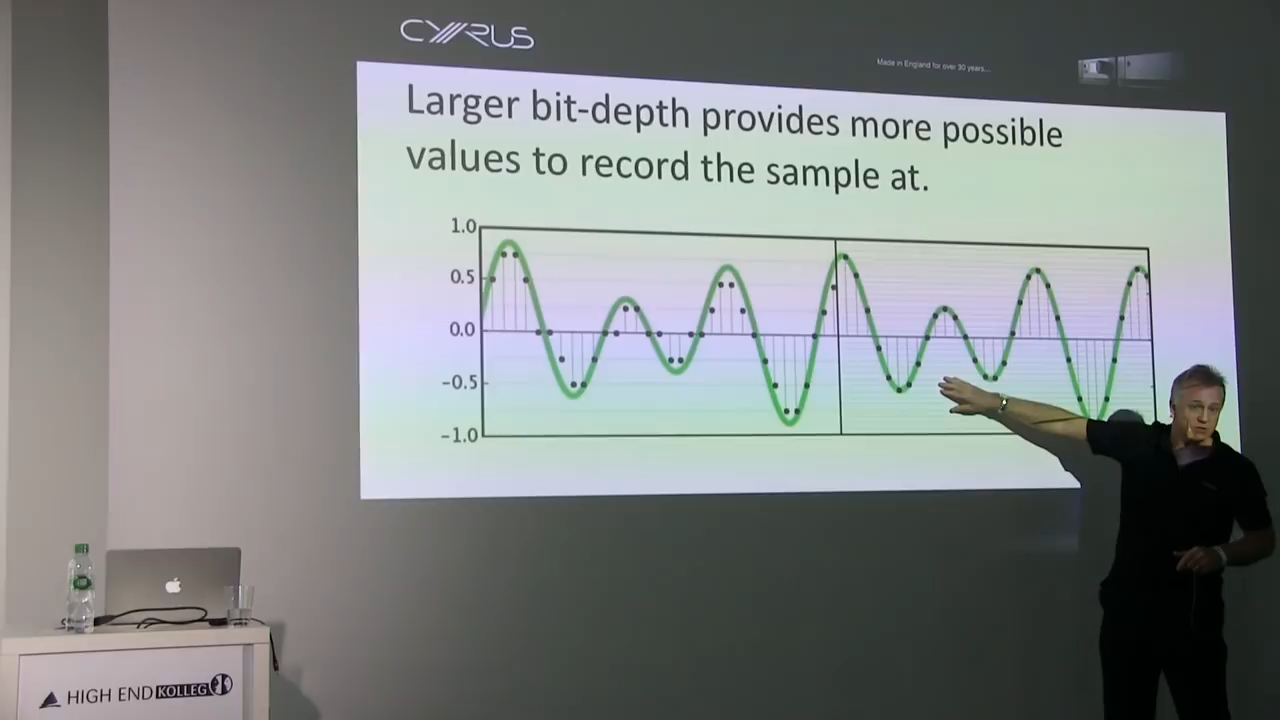 CYRUS
Made in England for over 30 years...
Larger bit-depth provides more possible
values to record the sample at.
1.0
0.5
0.0
−0.5
−1.0
HIGH END KOLLEG